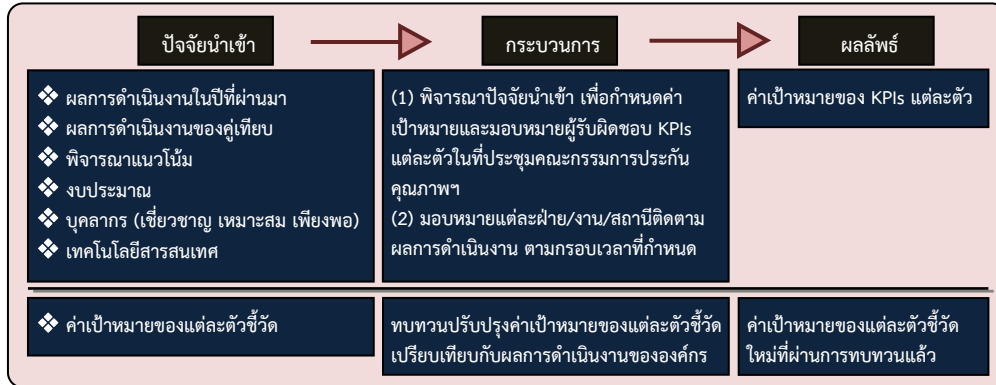 ปัจจัยนำเข้า
กระบวนการ
ผลลัพธ์
❖ ผลการดำเนินงานในปีที่ผ่านมา
❖ ผลการดำเนินงานของคู่เทียบ
❖ พิจารณาแนวโน้ม
❖ งบประมาณ
❖ บุคลากร (เชี่ยวชาญ เหมาะสม เพียงพอ)
❖ เทคโนโลยีสารสนเทศ
(1) พิจารณาปัจจัยนำเข้า เพื่อกำหนดค่า
เป้าหมายและมอบหมายผู้รับผิดชอบ KPIs
แต่ละตัวในที่ประชุมคณะกรรมการประกัน
คุณภาพฯ
(2) มอบหมายแต่ละฝ่าย/งาน/สถานีติดตาม
ผลการดำเนินงาน ตามกรอบเวลาที่กำหนด
ค่าเป้าหมายของ KPIs แต่ละตัว
❖ ค่าเป้าหมายของแต่ละตัวชี้วัด
ทบทวนปรับปรุงค่าเป้าหมายของแต่ละตัวชี้วัด
เปรียบเทียบกับผลการดำเนินงานขององค์กร
ค่าเป้าหมายของแต่ละตัวชี้วัด
ใหม่ที่ผ่านการทบทวนแล้ว